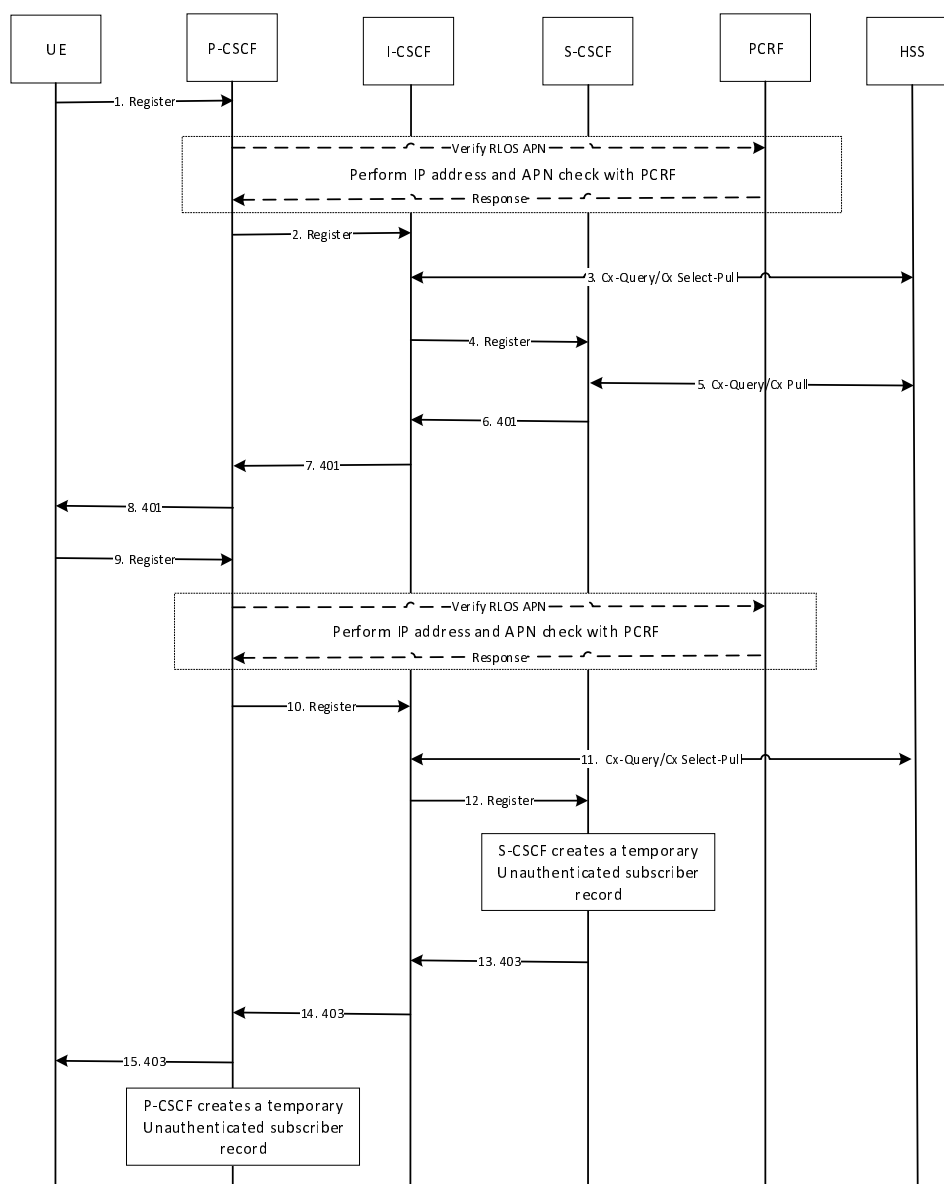 UE
P-CSCF
I-CSCF
S-CSCF
PCRF
HSS
1. Register
Verify RLOS APN
Perform IP address and APN check with PCRF
Response
2. Register
3. Cx-Query/Cx Select-Pull
4. Register
5. Cx-Query/Cx Pull
6. 401
7. 401
8. 401
9. Register
Verify RLOS APN
Perform IP address and APN check with PCRF
Response
10. Register
11. Cx-Query/Cx Select-Pull
12. Register
S-CSCF creates a temporary
Unauthenticated subscriber
record
13. 403
14. 403
15. 403
P-CSCF creates a temporary
Unauthenticated subscriber
record